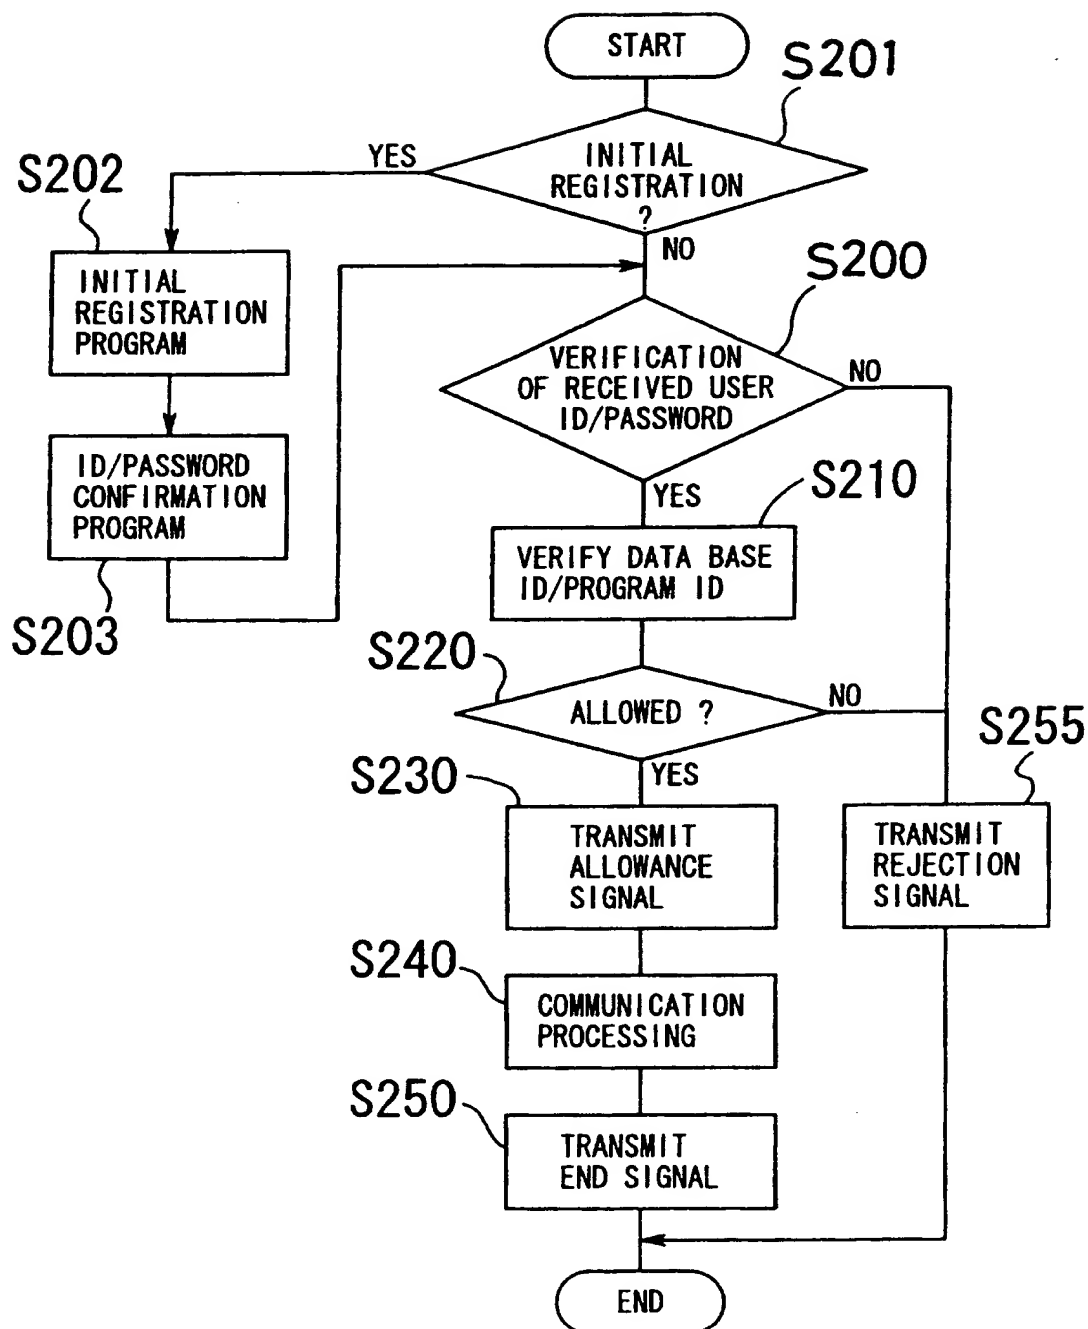 START
S201
INITIAL
REGISTRATION
?
YES
NO
S202
INITIAL
REGISTRATION
PROGRAM
ID/PASSWORD
CONFIRMATION
PROGRAM
S203
S200
VERIFICATION
OF RECEIVED USER
ID/PASSWORD
NO
YES
S210
VERIFY DATA BASE
ID/PROGRAM ID
S220
ALLOWED ?
NO
YES
S230
TRANSMIT
ALLOWANCE
SIGNAL
S255
TRANSMIT
REJECTION
SIGNAL
S240
COMMUNICATION
PROCESSING
S250
TRANSMIT
END SIGNAL
END